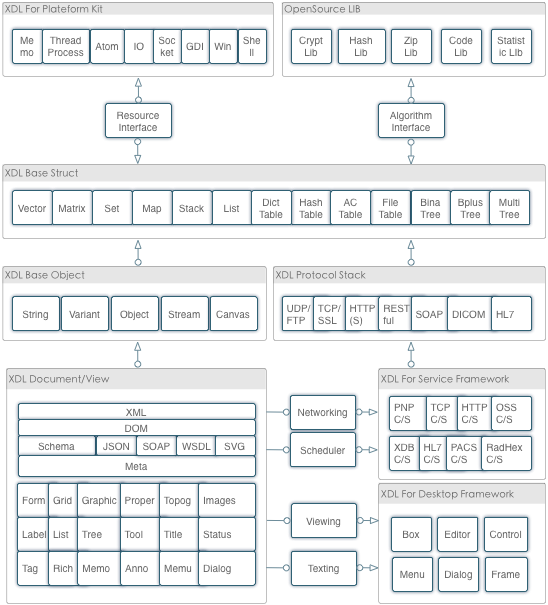 XDL For Plateform Kit
Me
mo
Thread
Process
Atom
IO
Soc
ket
GDI
Win
She
ll
OpenSource LIB
Crypt
Lib
Hash
Lib
Zip
Lib
Code
Lib
Statist
ic LIb
Resource
Interface
Algorithm
Interface
XDL Base Struct
Vector
Matrix
Set
Map
Stack
List
Dict
Table
Hash
Table
AC
Table
File
Table
Bina
Tree
Bplus
Tree
Multi
Tree
XDL Base Object
String
Variant
Object
Stream
Canvas
XDL Protocol Stack
UDP/
FTP
TCP/
SSL
HTTP
(S)
REST
ful
SOAP
DICOM
HL7
XDL Document/View
XML
DOM
Schema
JSON
SOAP
WSDL
SVG
Meta
Form
Grid
Graphic
Proper
Topog
Images
Label
List
Tree
Tool
Title
Status
Tag
Rich
Memo
Anno
Memu
Dialog
Networking
Scheduler
Viewing
Texting
XDL For Service Framework
PNP
C/S
TCP
C/S
HTTP
C/S
OSS
C/S
XDB
C/S
HL7
C/S
PACS
C/S
RadHex
C/S
XDL For Desktop Framework
Box
Editor
Control
Menu
Dialog
Frame